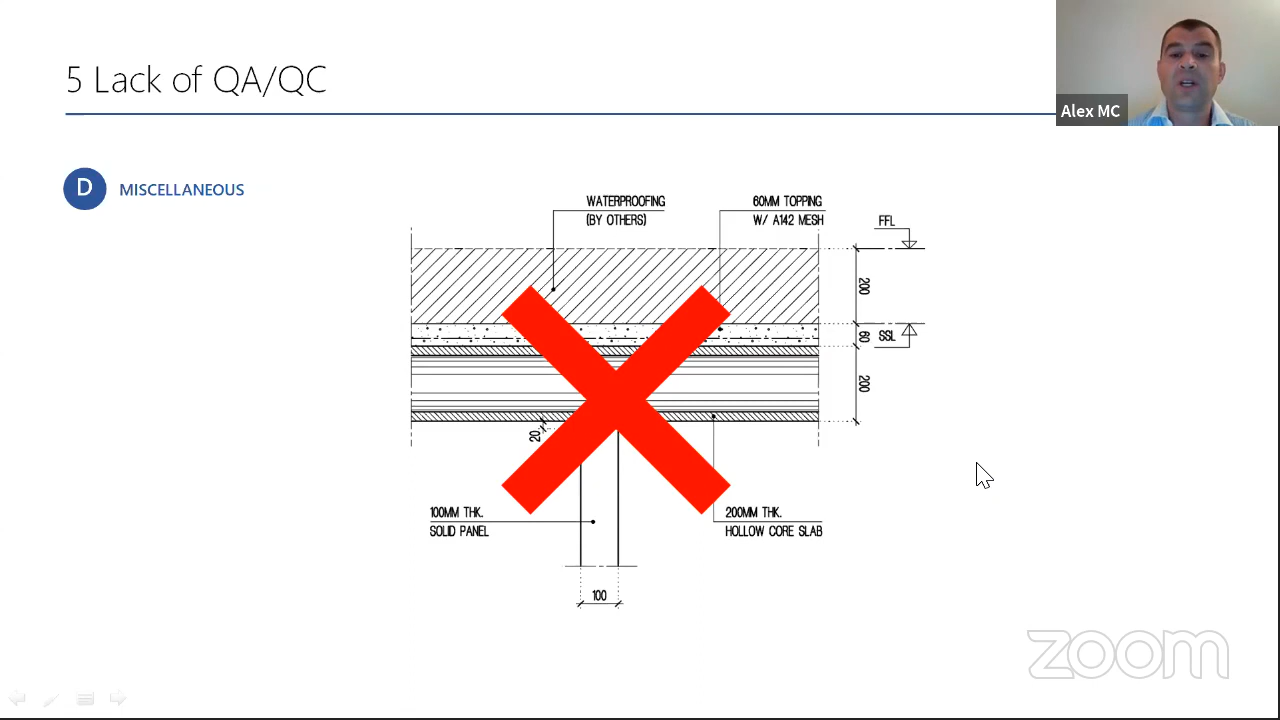 5 Lack of QA/QC
Alex MC
D MISCELLANEOUS
WATERPROOFING
(BY OTHERS)
60MM TOPPING
W/ A142 MESH
FFL
200
60
SSL
200
20
100MM THK.
SOLID PANEL
200MM THK.
HOLLOW CORE SLAB
100
zoom